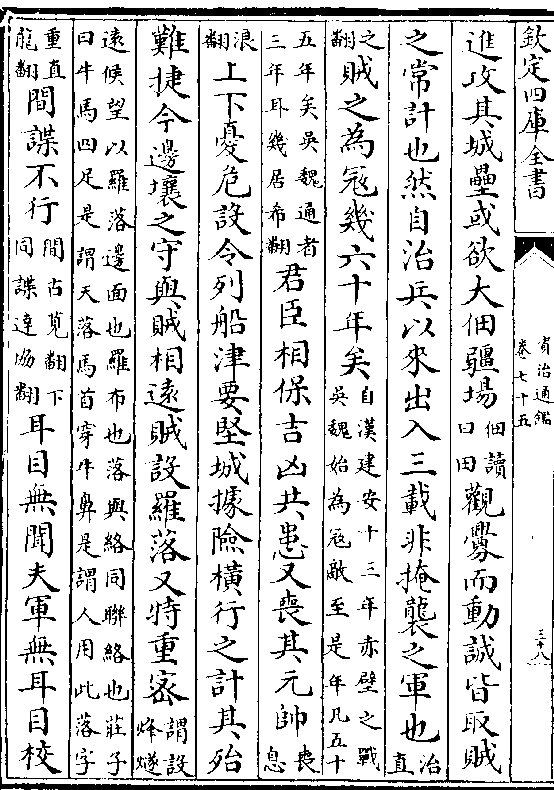 欽定四庫全書
資治通鑑
卷七十五
三十八
進攻其城壘或欲大佃疆埸佃讀曰田觀釁而動誠皆取賊
之常計也然自治兵以來出入三載非掩襲之軍也治直
之翻賊之為冦幾六十年矣自漢建安十三年赤壁之戰吳魏始為冦敵至是年凡五十
五年矣吳魏通者三年耳幾居希翻君臣相保吉凶共患又喪其元帥喪息
浪翻上下憂危設令列船津要堅城據險橫行之計其殆
難捷今邊壤之守與賊相遠賊設羅落又特重宻謂設烽燧
遠候望以羅落邊面也羅布也落與絡同聯絡也莊子曰牛馬四足是謂天落馬首穿牛鼻是謂人用此落字
重直龍翻間諜不行間古莧翻下同諜達協翻耳目無聞夫軍無耳目校